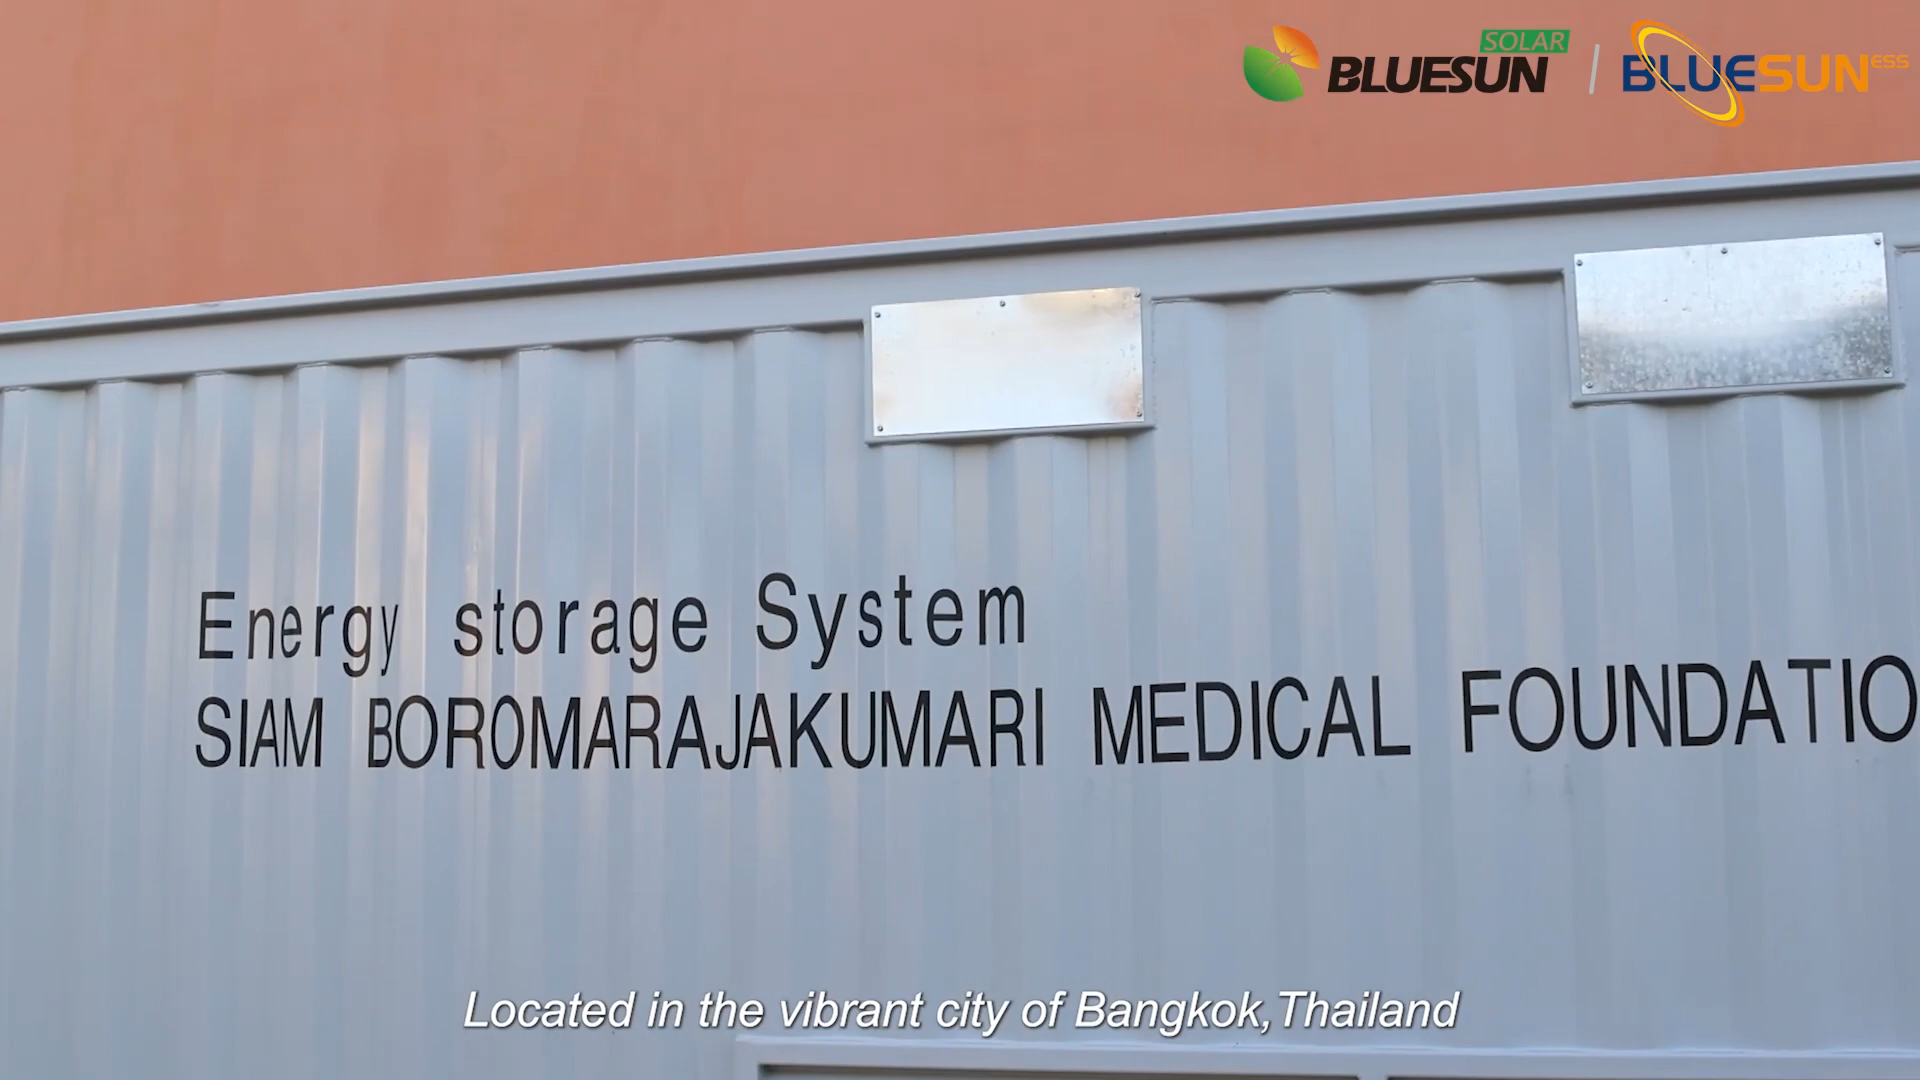 SOLAR
BLUESUN
BLUESUN ESS
Energy storage System
SIAM BOROMARAJAKUMARI MEDICAL FOUNDATIO
Located in the vibrant city of Bangkok,Thailand